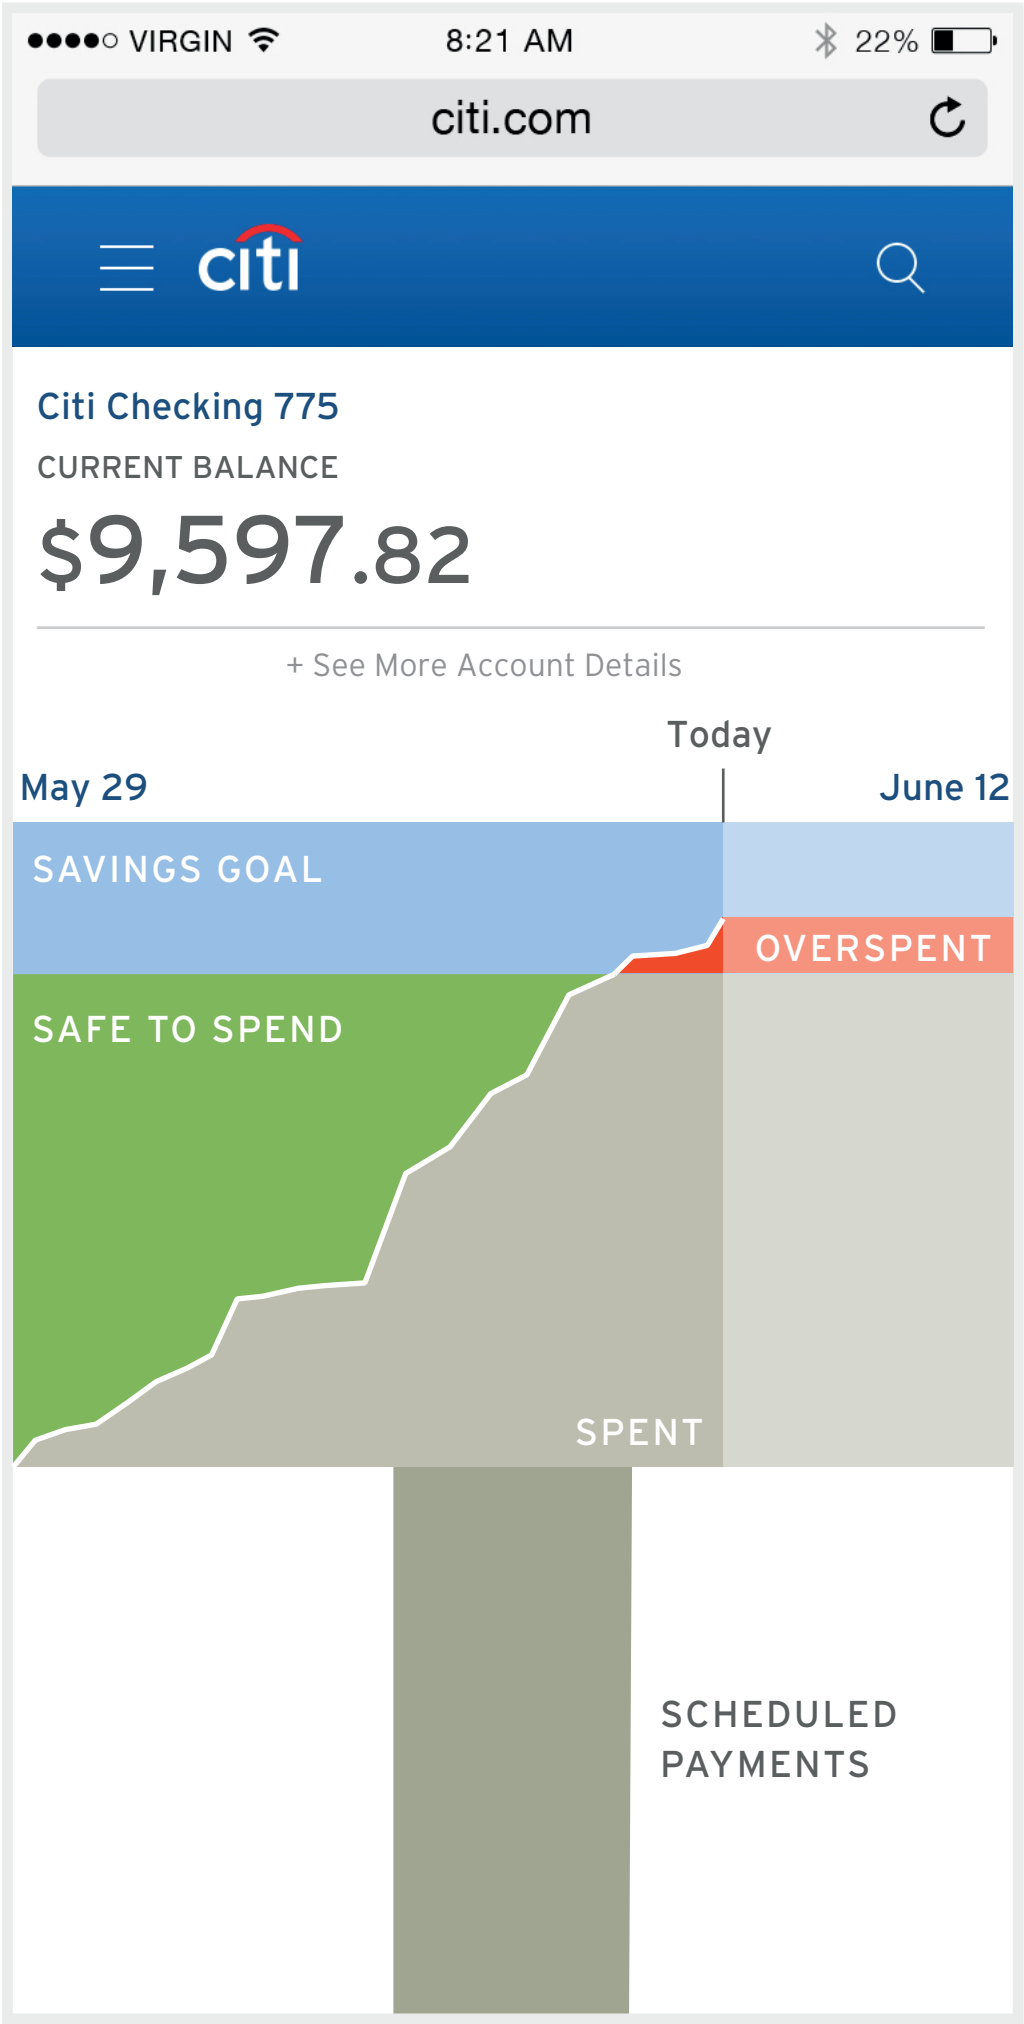 VIRGIN 8:21 AM 22%
citi.com
citi
Citi Checking 775
CURRENT BALANCE
$9,597.82
+ See More Account Details
Today
May 29 June 12
SAVINGS GOAL
OVERSPENT
SAFE TO SPEND
SPENT
SCHEDULED
PAYMENTS